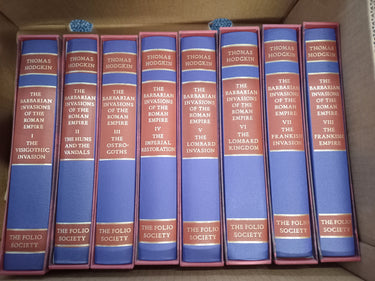 THOMAS
HODGKIN
THE
BARBARIAN
INVASIONS
OF THE
ROMAN
EMPIRE
I
THE
VISIGOTHIC
INVASION
THE FOLIO
SOCIETY
THOMAS
HODGKIN
THE
BARBARIAN
INVASIONS
OF THE
ROMAN
EMPIRE
II
THE HUNS
AND THE
VANDALS
THE FOLIO
SOCIETY
THOMAS
HODGKIN
THE
BARBARIAN
INVASIONS
OF THE
ROMAN
EMPIRE
III
THE
OSTRO-
GOTHS
THE FOLIO
SOCIETY
THOMAS
HODGKIN
THE
BARBARIAN
INVASIONS
OF THE
ROMAN
EMPIRE
IV
THE
IMPERIAL
RESTORATION
THE FOLIO
SOCIETY
THOMAS
HODGKIN
THE
BARBARIAN
INVASIONS
OF THE
ROMAN
EMPIRE
V
THE
LOMBARD
INVASION
THE FOLIO
SOCIETY
THOMAS
HODGKIN
THE
BARBARIAN
INVASIONS
OF THE
ROMAN
EMPIRE
VI
THE
LOMBARD
KINGDOM
THE FOLIO
SOCIETY
THOMAS
HODGKIN
THE
BARBARIAN
INVASIONS
OF THE
ROMAN
EMPIRE
VII
THE
FRANKISH
INVASION
THE FOLIO
SOCIETY
THOMAS
HODGKIN
THE
BARBARIAN
INVASIONS
OF THE
ROMAN
EMPIRE
VIII
THE
FRANKISH
EMPIRE
THE FOLIO
SOCIETY